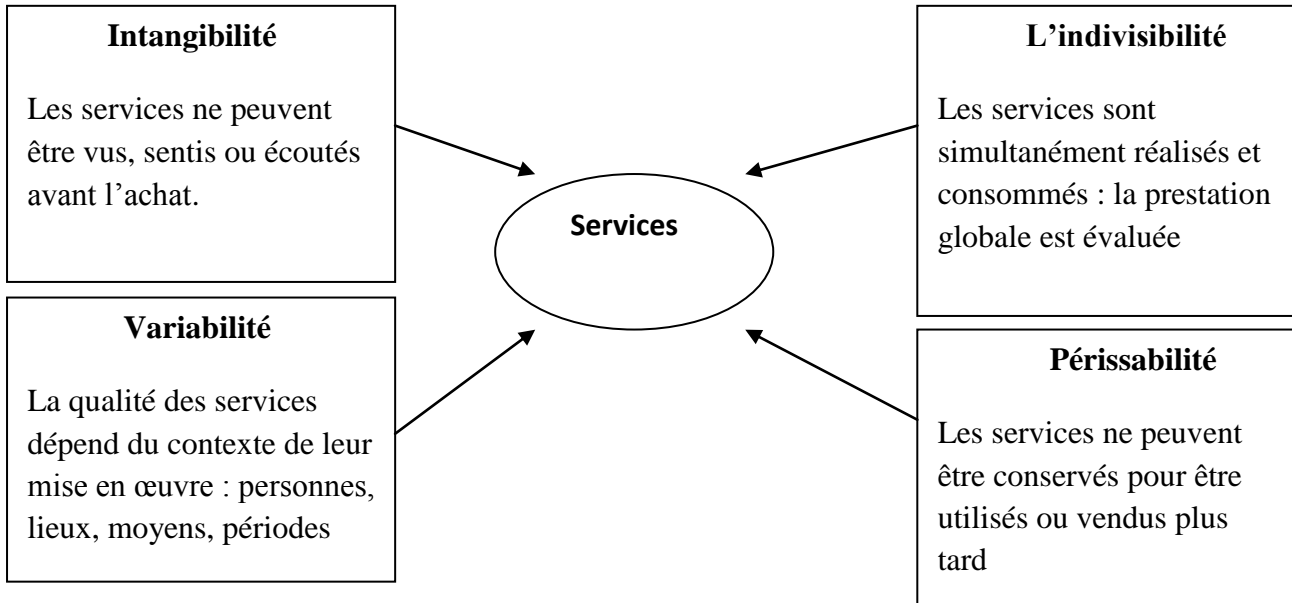 Intangibilité
Les services ne peuvent
être vus, sentis ou écoutés
avant l’achat.
L’indivisibilité
Les services sont
simultanément réalisés et
consommés : la prestation
globale est évaluée
Services
Variabilité
La qualité des services
dépend du contexte de leur
mise en œuvre : personnes,
lieux, moyens, périodes
Périssabilité
Les services ne peuvent
être conservés pour être
utilisés ou vendus plus
tard